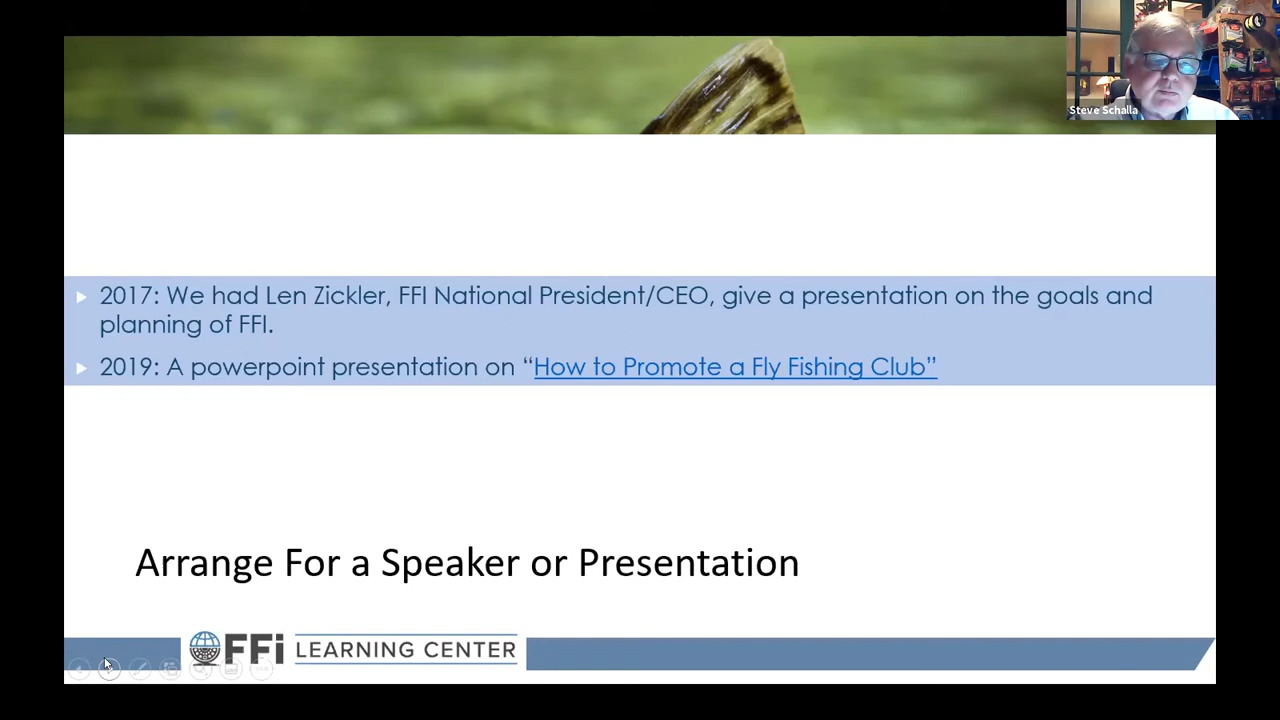 Steve Schalla
2017: We had Len Zickler, FFI National President/CEO, give a presentation on the goals and
planning of FFI.
2019: A powerpoint presentation on “How to Promote a Fly Fishing Club”
Arrange For a Speaker or Presentation
FFi LEARNING CENTER